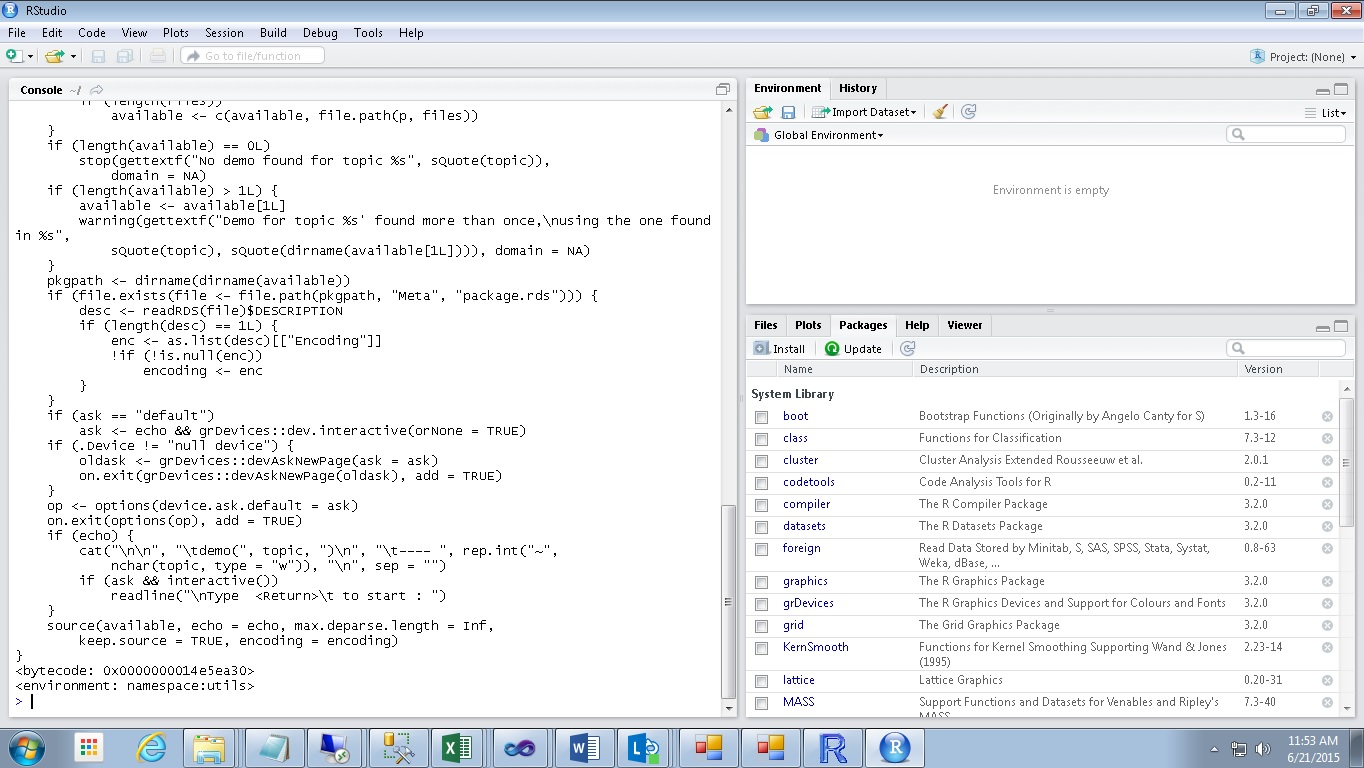 RStudio
File Edit Code View Plots Session Build Debug Tools Help
Go to file/function
Project: (None)
Console ~/
if (length(files))
available <- c(available, file.path(p, files))
}
if (length(available) == 0L)
stop(gettextf("No demo found for topic %s", sQuote(topic)),
domain = NA)
if (length(available) > 1L) {
available <- available[1L]
warning(gettextf("Demo for topic %s' found more than once,\nusing the one found
in %s",
sQuote(topic), sQuote(dirname(available[1L]))), domain = NA)
}
pkgpath <- dirname(dirname(available))
if (file.exists(file <- file.path(pkgpath, "Meta", "package.rds"))) {
desc <- readRDS(file)$DESCRIPTION
if (length(desc) == 1L) {
enc <- as.list(desc)[["Encoding"]]
!if (!is.null(enc))
encoding <- enc
}
}
if (ask == "default")
ask <- echo && grDevices::dev.interactive(orNone = TRUE)
if (.Device != "null device") {
oldask <- grDevices::devAskNewPage(ask = ask)
on.exit(grDevices::devAskNewPage(oldask), add = TRUE)
}
op <- options(device.ask.default = ask)
on.exit(options(op), add = TRUE)
if (echo) {
cat("\n\n", "\tdemo(", topic, ")\n", "\t---- ", rep.int("~",
nchar(topic, type = "w")), "\n", sep = "")
if (ask && interactive())
readline("\nType  <Return>\t to start : ")
}
source(available, echo = echo, max.deparse.length = Inf,
keep.source = TRUE, encoding = encoding)
}
<bytecode: 0x0000000014e5ea30>
<environment: namespace:utils>
>
Environment History
Import Dataset List
Global Environment
Environment is empty
Files Plots Packages Help Viewer
Install Update
Name Description Version
System Library
boot Bootstrap Functions (Originally by Angelo Canty for S) 1.3-16
class Functions for Classification 7.3-12
cluster Cluster Analysis Extended Rousseeuw et al. 2.0.1
codetools Code Analysis Tools for R 0.2-11
compiler The R Compiler Package 3.2.0
datasets The R Datasets Package 3.2.0
foreign Read Data Stored by Minitab, S, SAS, SPSS, Stata, Systat, 0.8-63
Weka, dBase, ...
graphics The R Graphics Package 3.2.0
grDevices The R Graphics Devices and Support for Colours and Fonts 3.2.0
grid The Grid Graphics Package 3.2.0
KernSmooth Functions for Kernel Smoothing Supporting Wand & Jones 2.23-14
(1995)
lattice Lattice Graphics 0.20-31
MASS Support Functions and Datasets for Venables and Ripley's 7.3-40
MASS
11:53 AM
6/21/2015